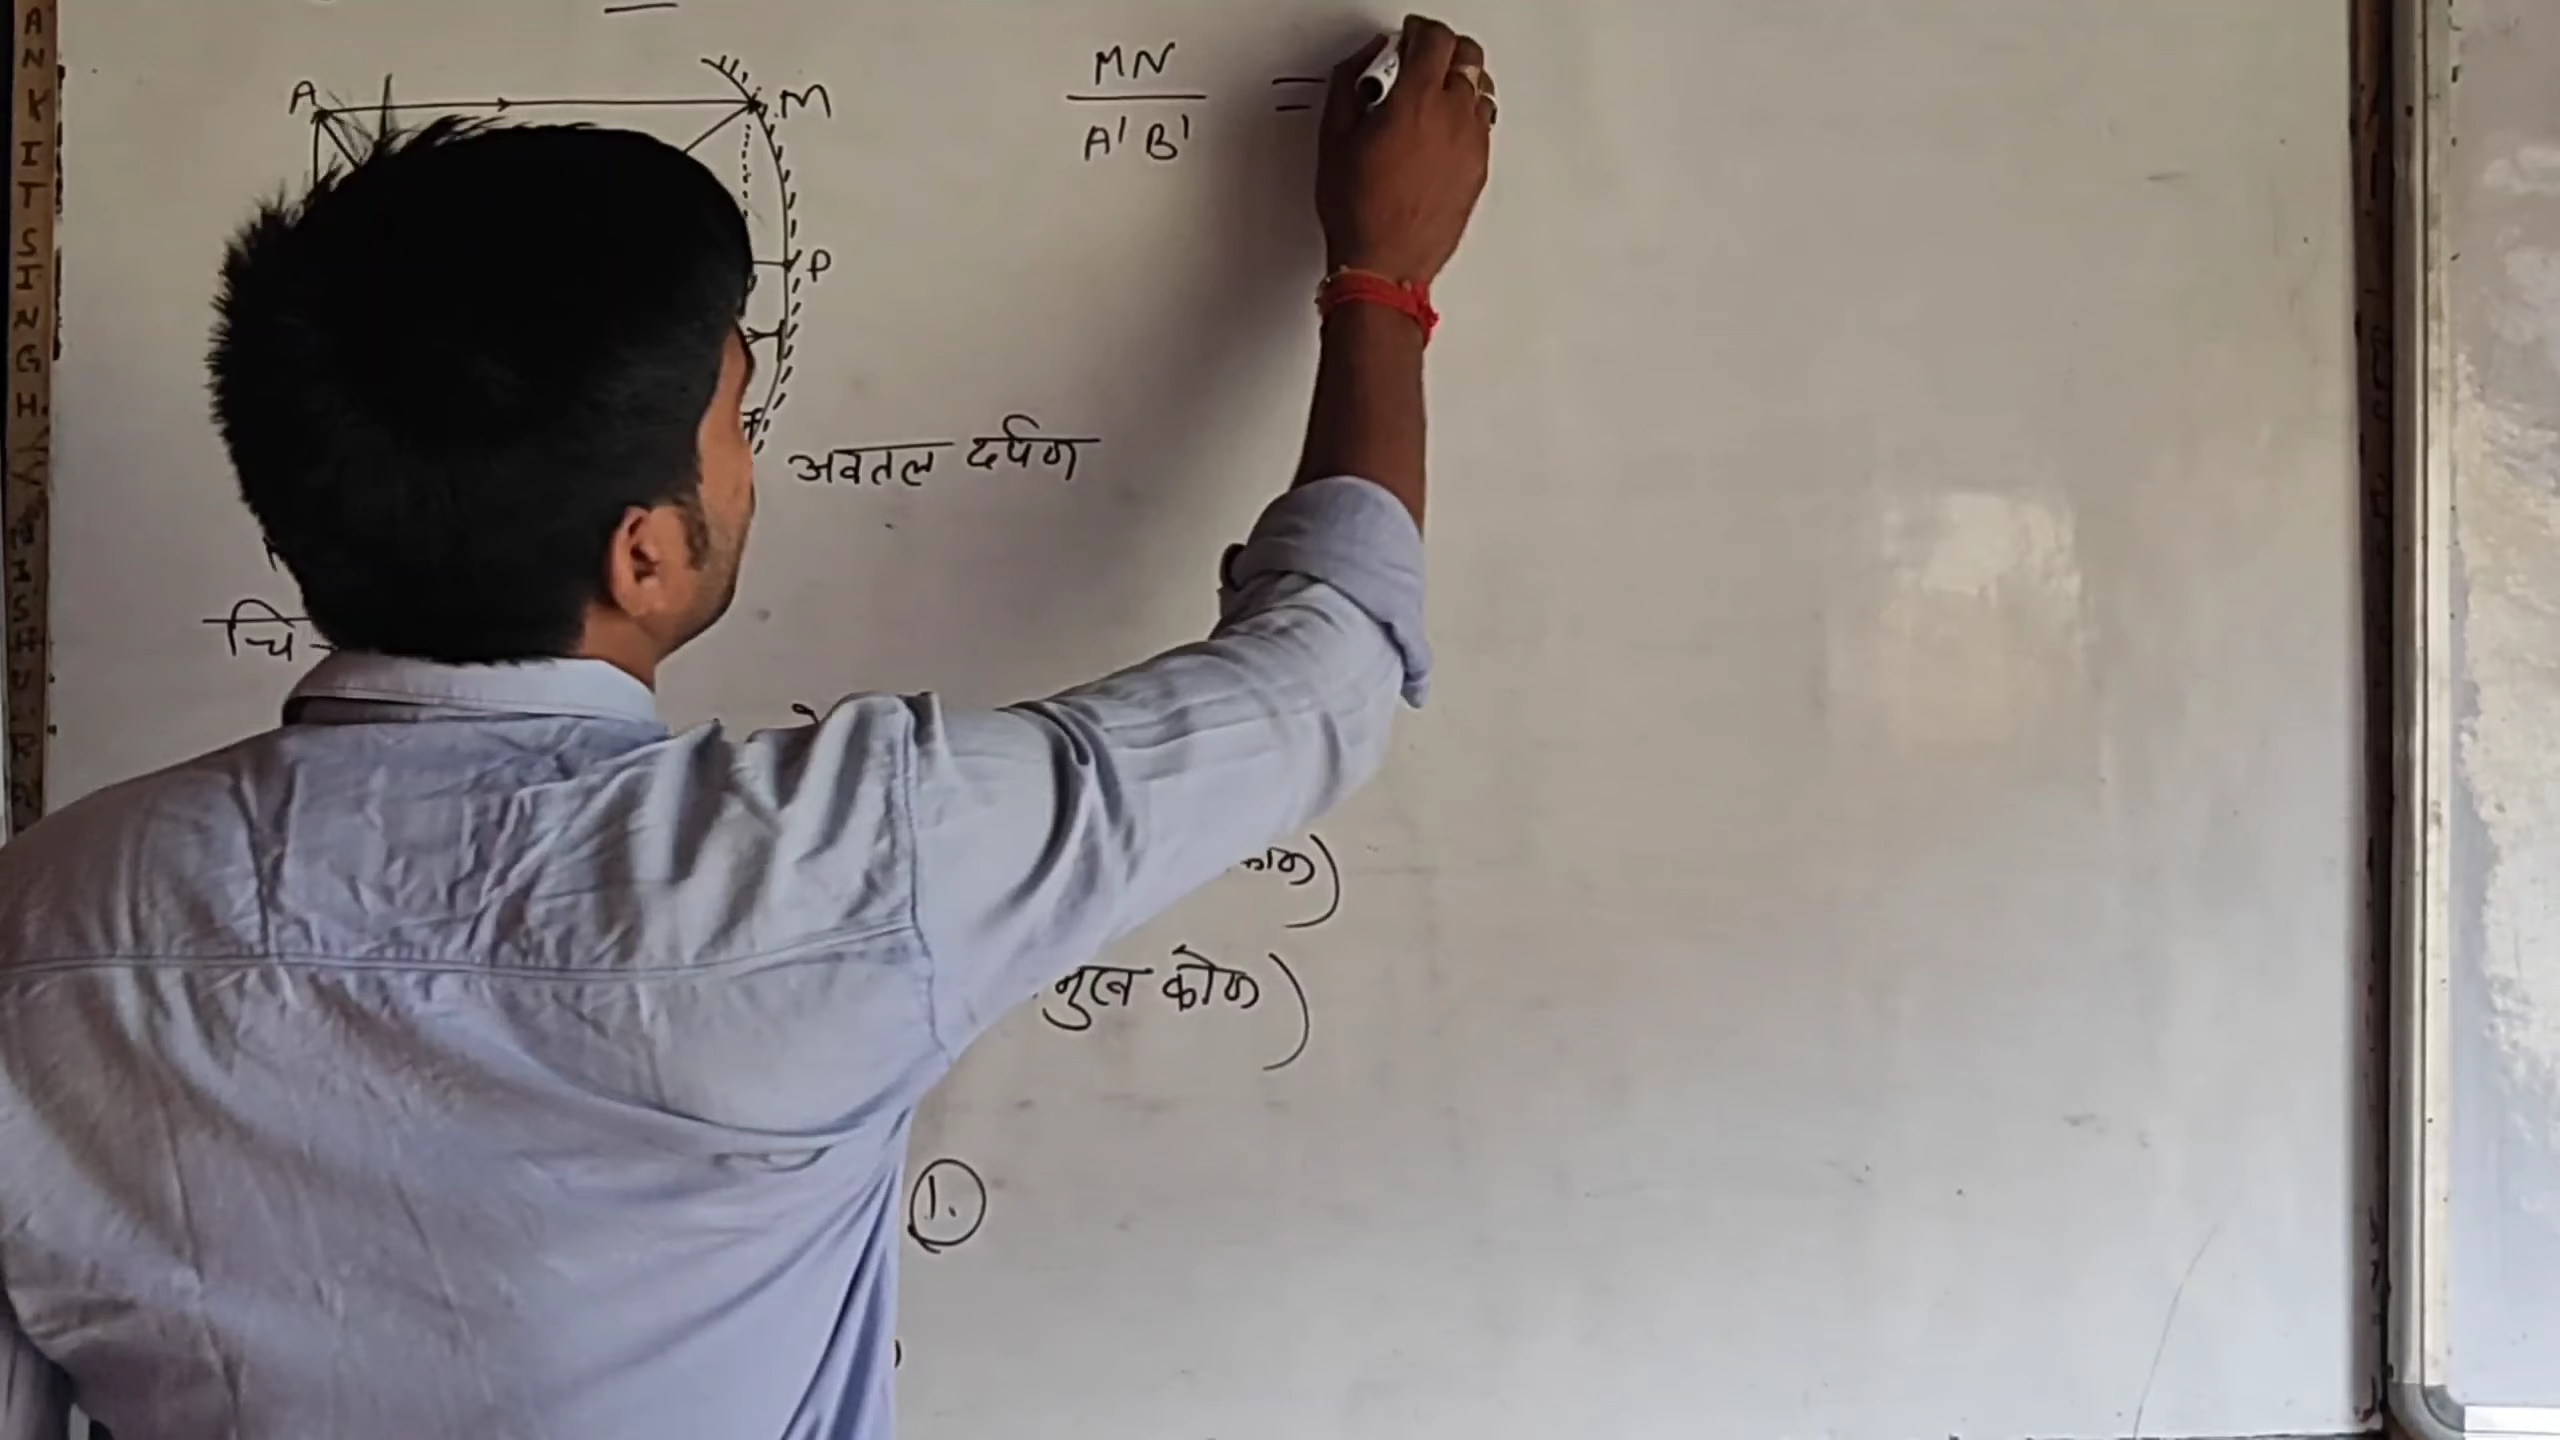 A
M
P
अवतल दर्पण
चि
MN
A' B' =
कोण)
कोण)
1.
ANKIT SINGH